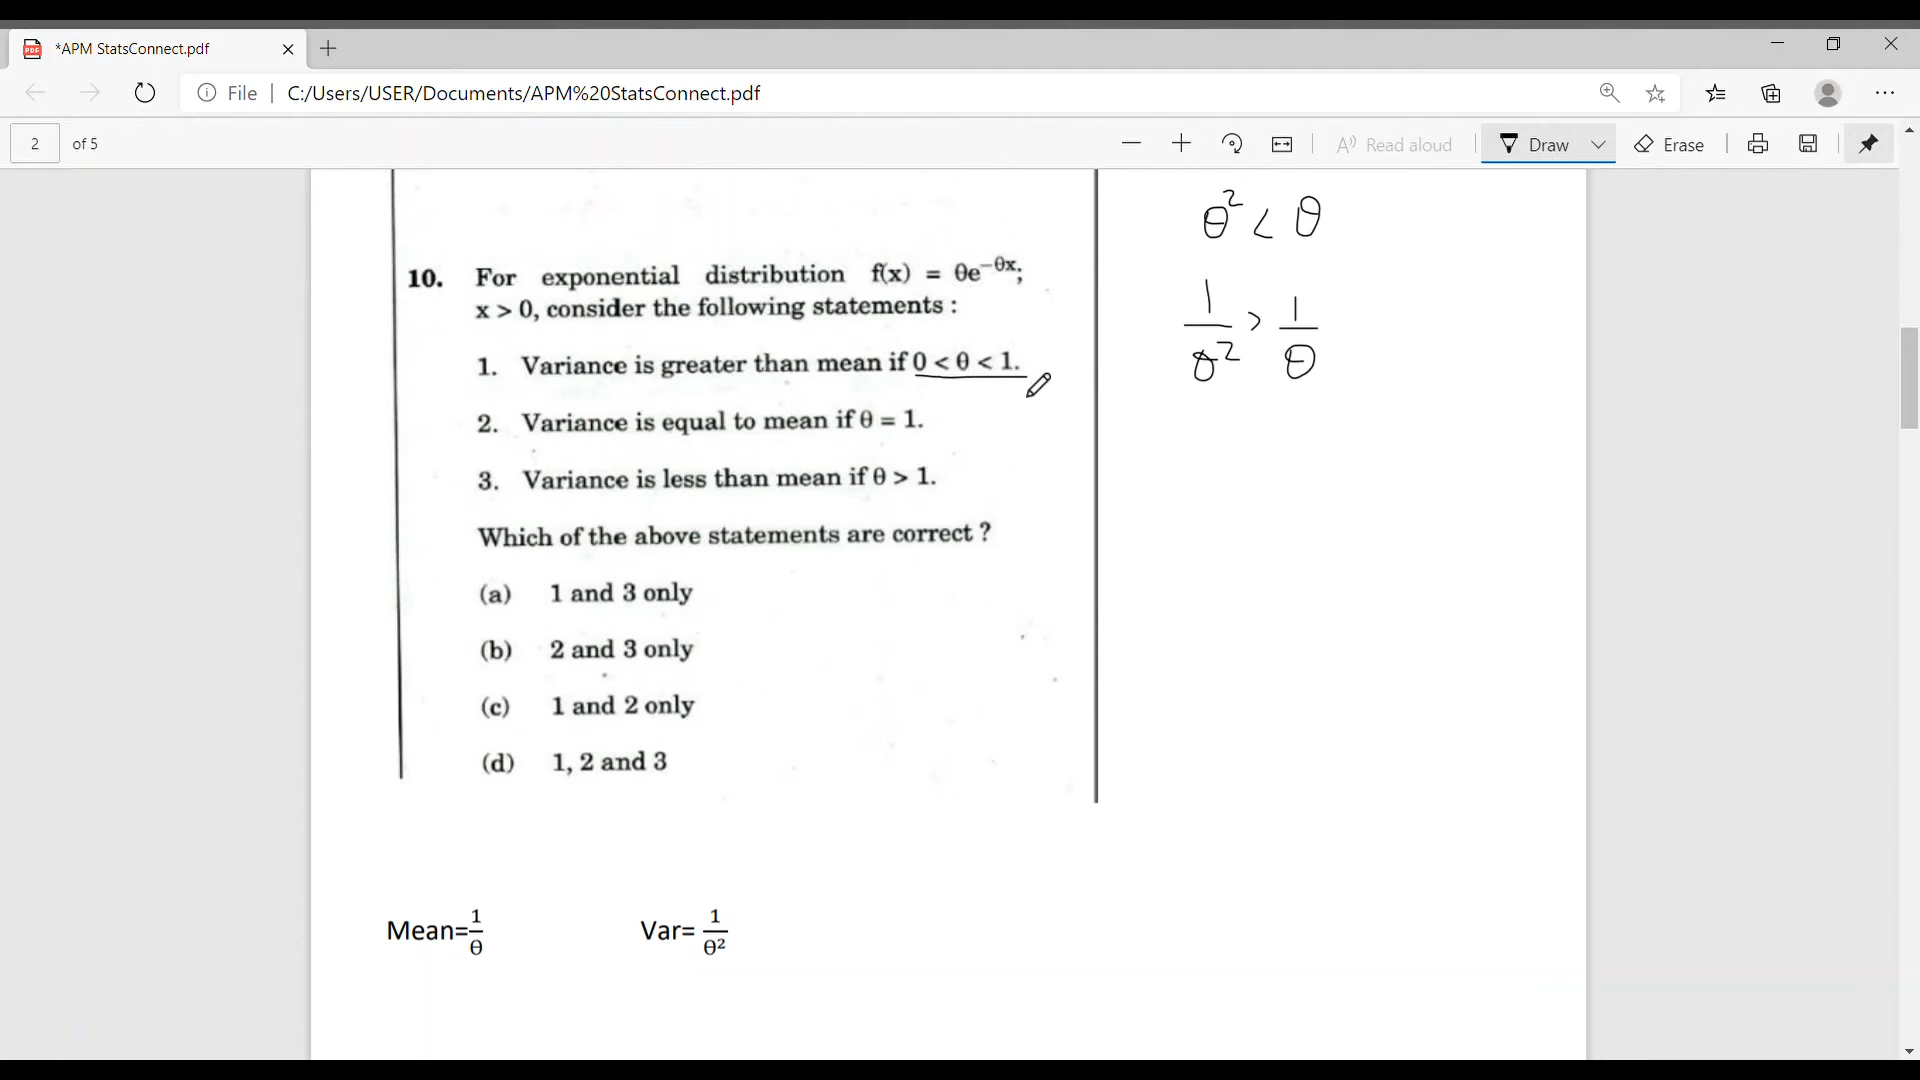 *APM StatsConnect.pdf
File | C:/Users/USER/Documents/APM%20StatsConnect.pdf
2 of 5
Read aloud
Draw
Erase
θ² < θ
10. For exponential distribution f(x) = θe^−θx;
x > 0, consider the following statements :
1/θ² > 1/θ
1. Variance is greater than mean if 0 < θ < 1.
2. Variance is equal to mean if θ = 1.
3. Variance is less than mean if θ > 1.
Which of the above statements are correct ?
(a) 1 and 3 only
(b) 2 and 3 only
(c) 1 and 2 only
(d) 1, 2 and 3
Mean=1/θ Var= 1/θ²